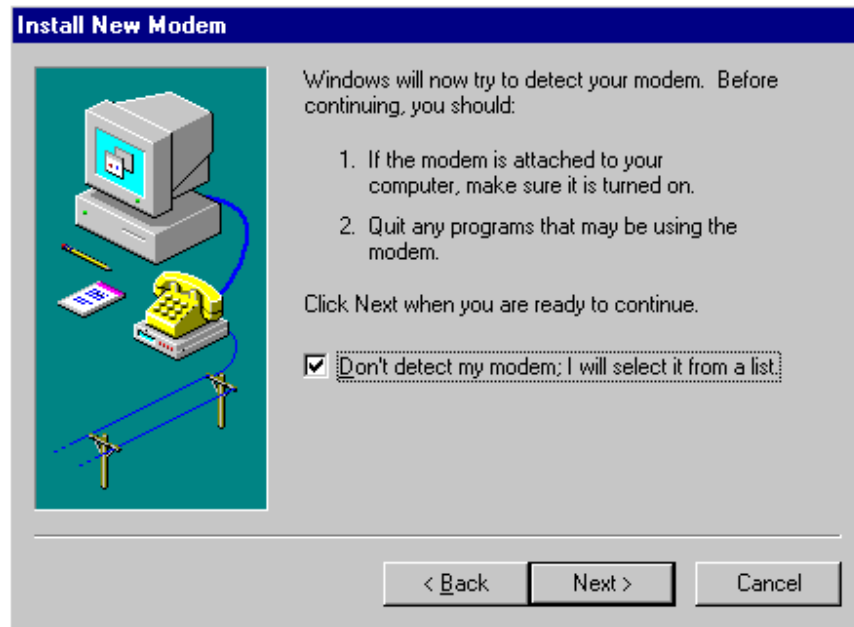 Install New Modem
Windows will now try to detect your modem. Before
continuing, you should:
1. If the modem is attached to your
computer, make sure it is turned on.
2. Quit any programs that may be using the
modem.
Click Next when you are ready to continue.
Don't detect my modem; I will select it from a list.
< Back
Next >
Cancel